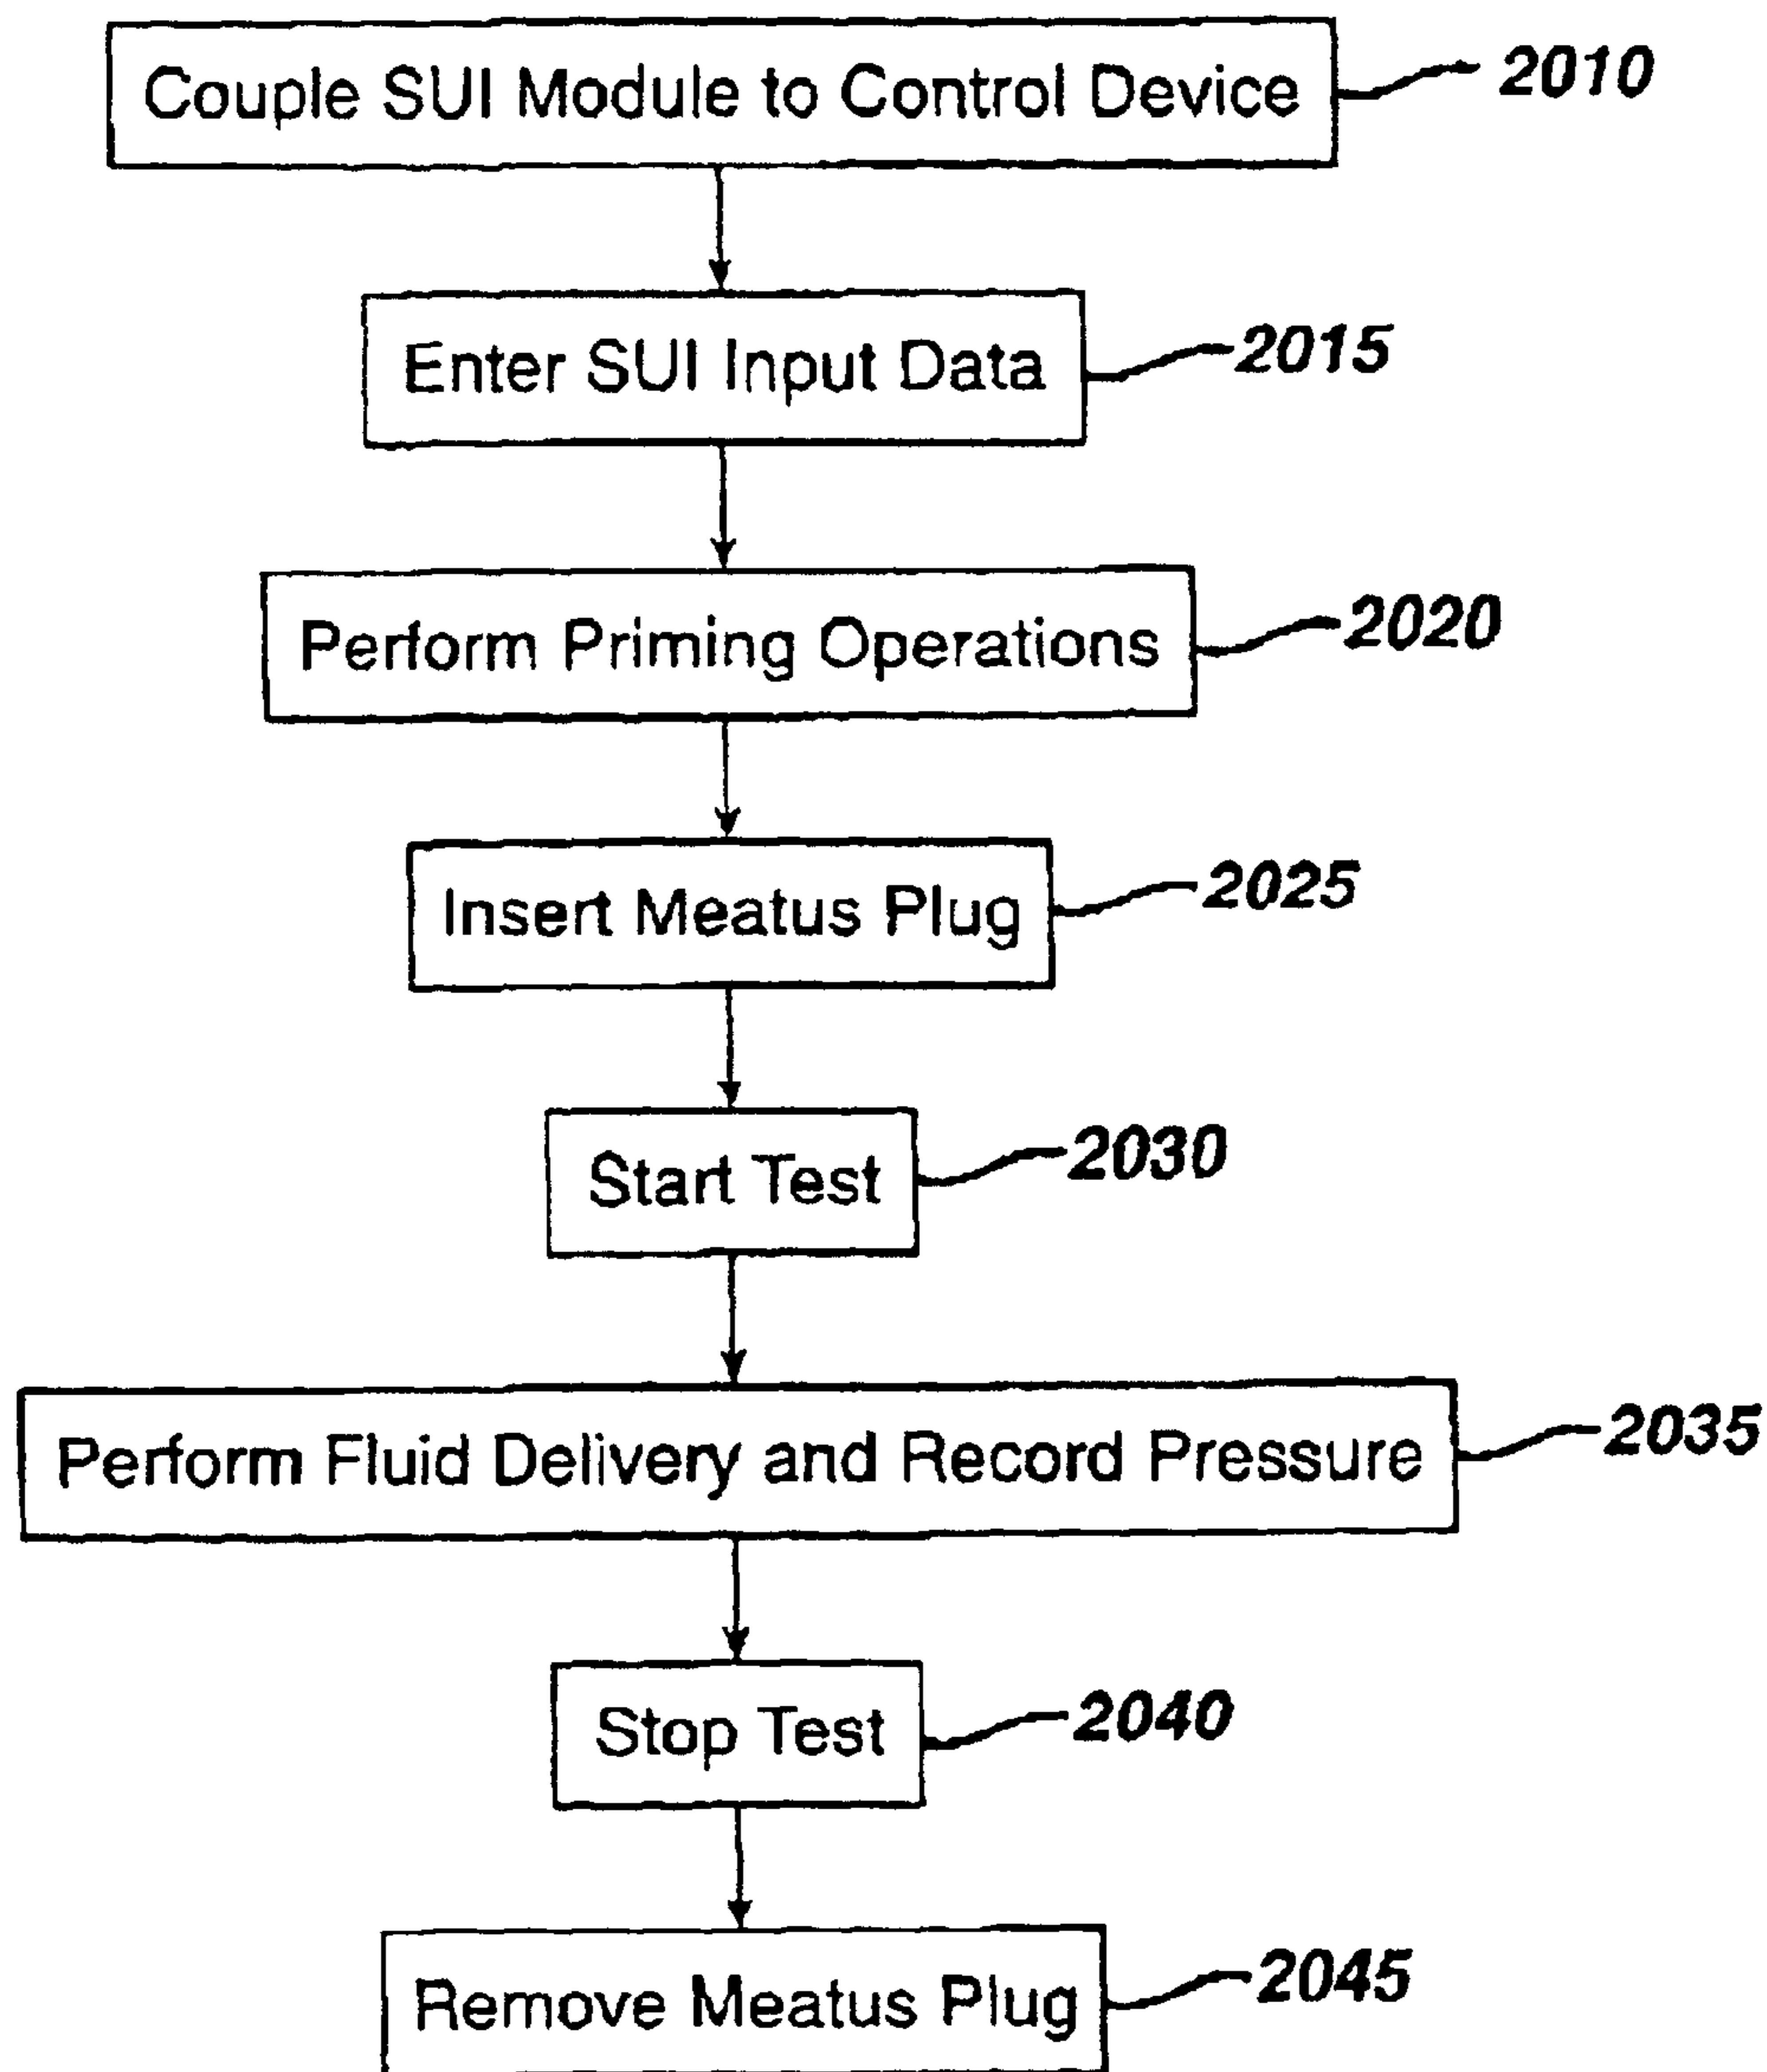 Couple SUI Module to Control Device 2010
Enter SUI Input Data 2015
Perform Priming Operations 2020
Insert Meatus Plug 2025
Start Test 2030
Perform Fluid Delivery and Record Pressure 2035
Stop Test 2040
Remove Meatus Plug 2045